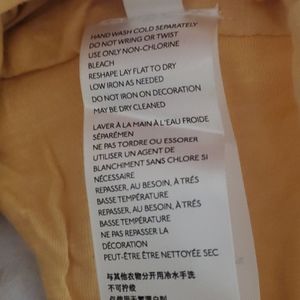 HAND WASH COLD SEPARATELY
DO NOT WRING OR TWIST
USE ONLY NON-CHLORINE
BLEACH
RESHAPE LAY FLAT TO DRY
LOW IRON AS NEEDED
DO NOT IRON ON DECORATION
MAY BE DRY CLEANED
LAVER À LA MAIN À L'EAU FROIDE
SÉPARÉMEN
NE PAS TORDRE OU ESSORER
UTILISER UN AGENT DE
BLANCHIMENT SANS CHLORE SI
NÉCESSAIRE
REPASSER, AU BESOIN, À TRÉS
BASSE TEMPÉRATURE
REPASSER, AU BESOIN, À TRÉS
BASSE TEMPÉRATURE
NE PAS REPASSER LA
DÉCORATION
PEUT-ÊTRE ÊTRE NETTOYÉE SEC
与其他衣物分开用冷水手洗
不可拧绞